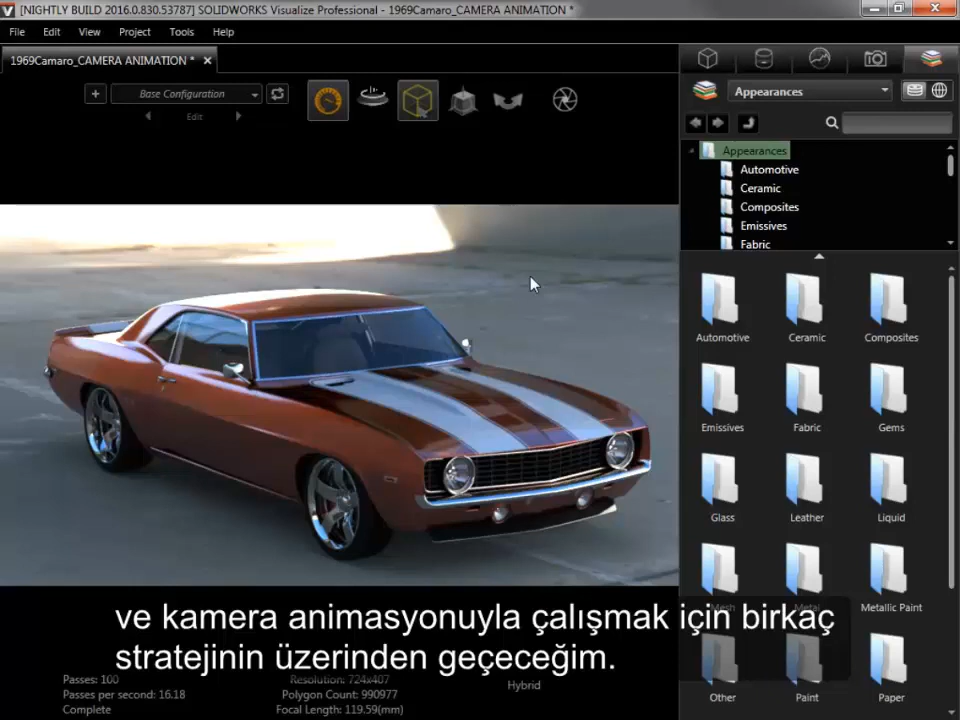 [NIGHTLY BUILD 2016.0.830.53787] SOLIDWORKS Visualize Professional - 1969Camaro_CAMERA ANIMATION *
File Edit View Project Tools Help
1969Camaro_CAMERA ANIMATION *
Base Configuration
Edit
Appearances
Appearances
Automotive
Ceramic
Composites
Emissives
Fabric
Automotive Ceramic Composites
Emissives Fabric Gems
Glass Leather Liquid
Mesh Metal Metallic Paint
ve kamera animasyonuyla çalışmak için birkaç
stratejinin üzerinden geçeceğim.
Other Paint Paper
Passes: 100
Passes per second: 16.18
Complete
Resolution: 724x407
Polygon Count: 990977
Focal Length: 119.59(mm)
Hybrid